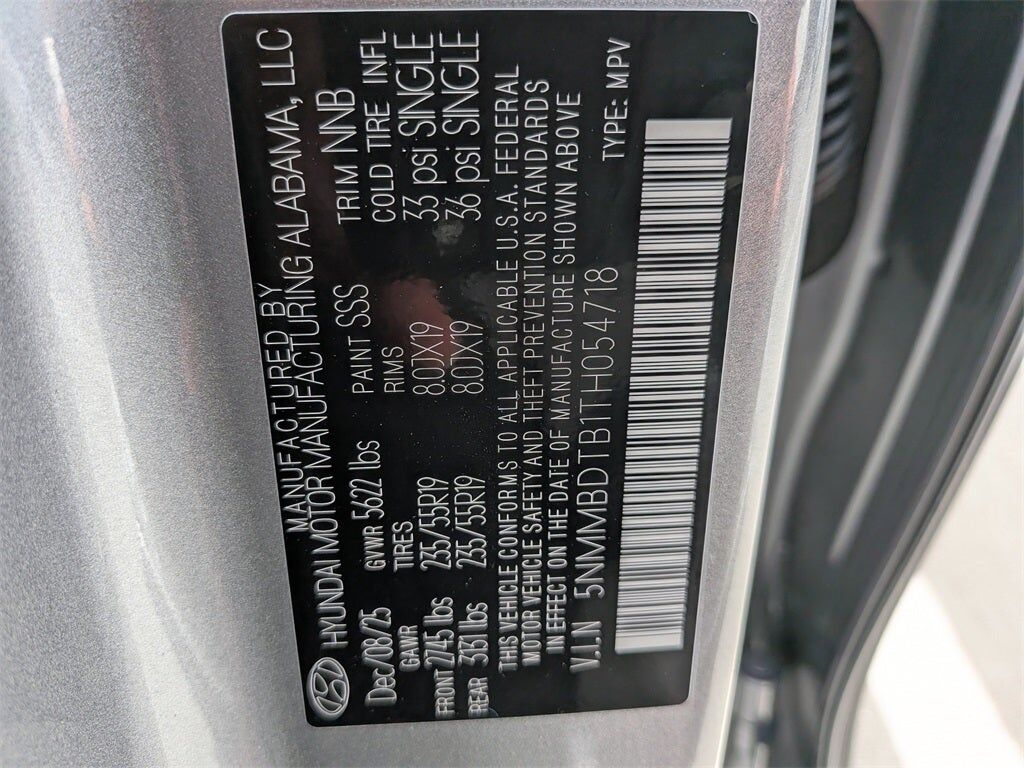 MANUFACTURED BY
HYUNDAI MOTOR MANUFACTURING ALABAMA, LLC
Dec/08/25 GVWR 5622 lbs PAINT SGS TRIM NNB
GAWR TIRES RIMS COLD TIRE INFL
FRONT 2745 lbs 235/55R19 8.0JX19 33 psi SINGLE
REAR 3131 lbs 235/55R19 8.0JX19 36 psi SINGLE
THIS VEHICLE CONFORMS TO ALL APPLICABLE U.S.A. FEDERAL
MOTOR VEHICLE SAFETY AND THEFT PREVENTION STANDARDS
IN EFFECT ON THE DATE OF MANUFACTURE SHOWN ABOVE
V.I.N 5NMMBDTB1TH054718 TYPE: MPV